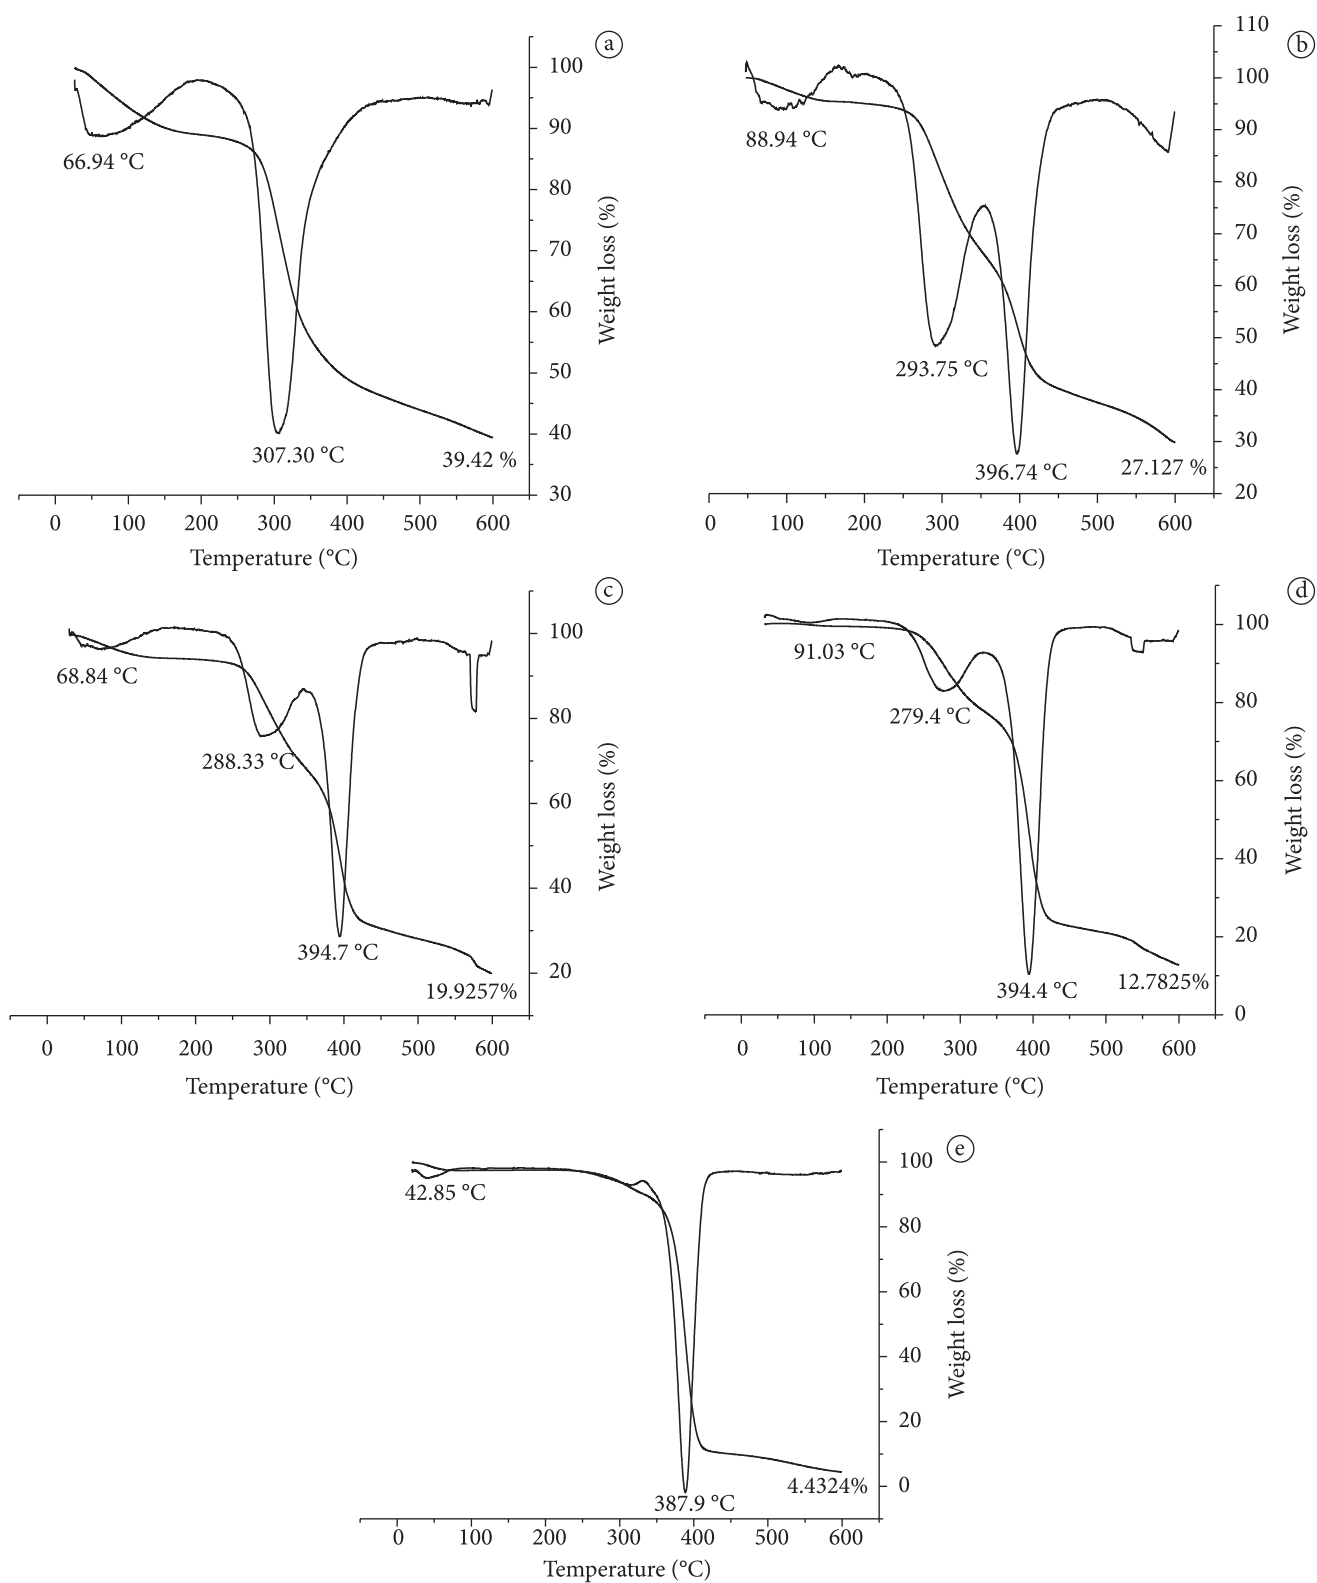 a
100
90
80
70
60
50
40
30
Weight loss (%)
66.94 °C
307.30 °C
39.42 %
0 100 200 300 400 500 600
Temperature (°C)
b
110
100
90
80
70
60
50
40
30
20
Weight loss (%)
88.94 °C
293.75 °C
396.74 °C
27.127 %
0 100 200 300 400 500 600
Temperature (°C)
c
100
80
60
40
20
Weight loss (%)
68.84 °C
288.33 °C
394.7 °C
19.9257%
0 100 200 300 400 500 600
Temperature (°C)
d
100
80
60
40
20
0
Weight loss (%)
91.03 °C
279.4 °C
394.4 °C
12.7825%
0 100 200 300 400 500 600
Temperature (°C)
e
100
80
60
40
20
0
Weight loss (%)
42.85 °C
387.9 °C
4.4324%
0 100 200 300 400 500 600
Temperature (°C)